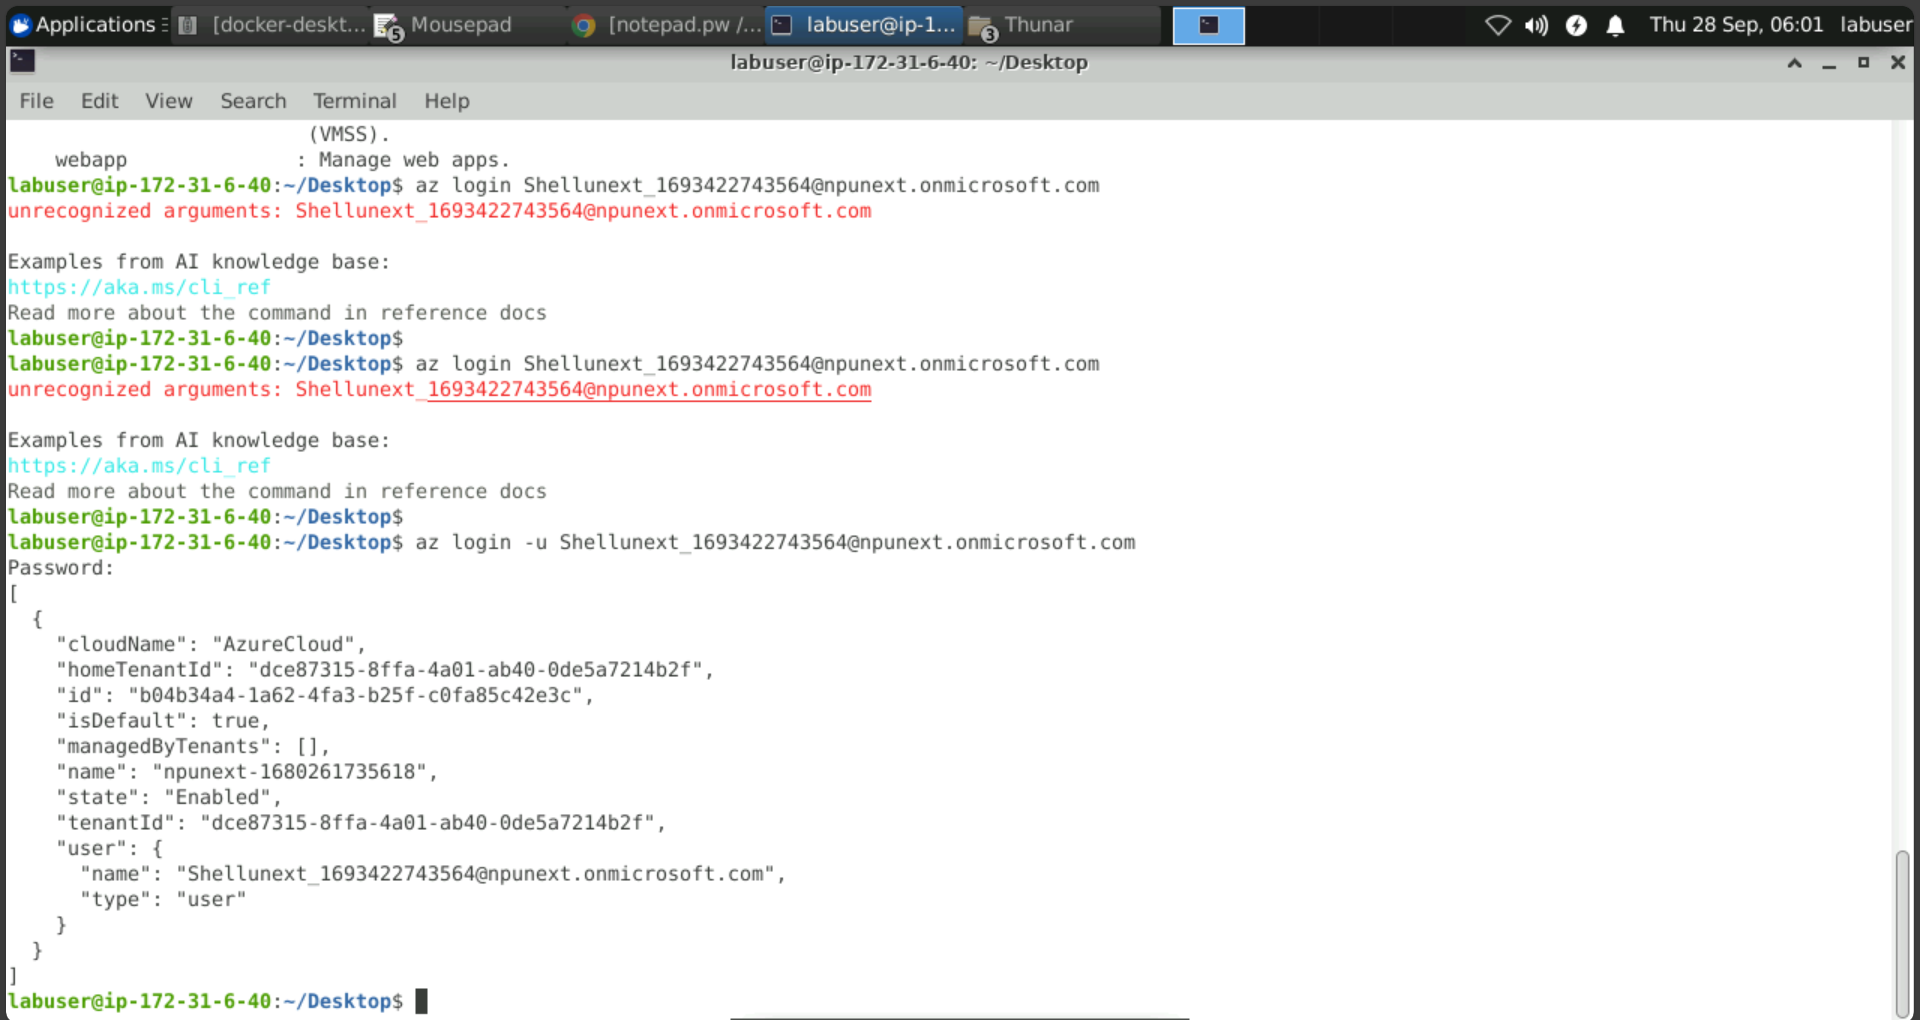 Applications [docker-deskt... 5 Mousepad [notepad.pw /... labuser@ip-1... 3 Thunar Thu 28 Sep, 06:01 labuser
labuser@ip-172-31-6-40: ~/Desktop
File Edit View Search Terminal Help
(VMSS).
webapp : Manage web apps.
labuser@ip-172-31-6-40:~/Desktop$ az login Shellunext_1693422743564@npunext.onmicrosoft.com
unrecognized arguments: Shellunext_1693422743564@npunext.onmicrosoft.com
Examples from AI knowledge base:
https://aka.ms/cli_ref
Read more about the command in reference docs
labuser@ip-172-31-6-40:~/Desktop$
labuser@ip-172-31-6-40:~/Desktop$ az login Shellunext_1693422743564@npunext.onmicrosoft.com
unrecognized arguments: Shellunext_1693422743564@npunext.onmicrosoft.com
Examples from AI knowledge base:
https://aka.ms/cli_ref
Read more about the command in reference docs
labuser@ip-172-31-6-40:~/Desktop$
labuser@ip-172-31-6-40:~/Desktop$ az login -u Shellunext_1693422743564@npunext.onmicrosoft.com
Password:
[
{
"cloudName": "AzureCloud",
"homeTenantId": "dce87315-8ffa-4a01-ab40-0de5a7214b2f",
"id": "b04b34a4-1a62-4fa3-b25f-c0fa85c42e3c",
"isDefault": true,
"managedByTenants": [],
"name": "npunext-1680261735618",
"state": "Enabled",
"tenantId": "dce87315-8ffa-4a01-ab40-0de5a7214b2f",
"user": {
"name": "Shellunext_1693422743564@npunext.onmicrosoft.com",
"type": "user"
}
}
]
labuser@ip-172-31-6-40:~/Desktop$